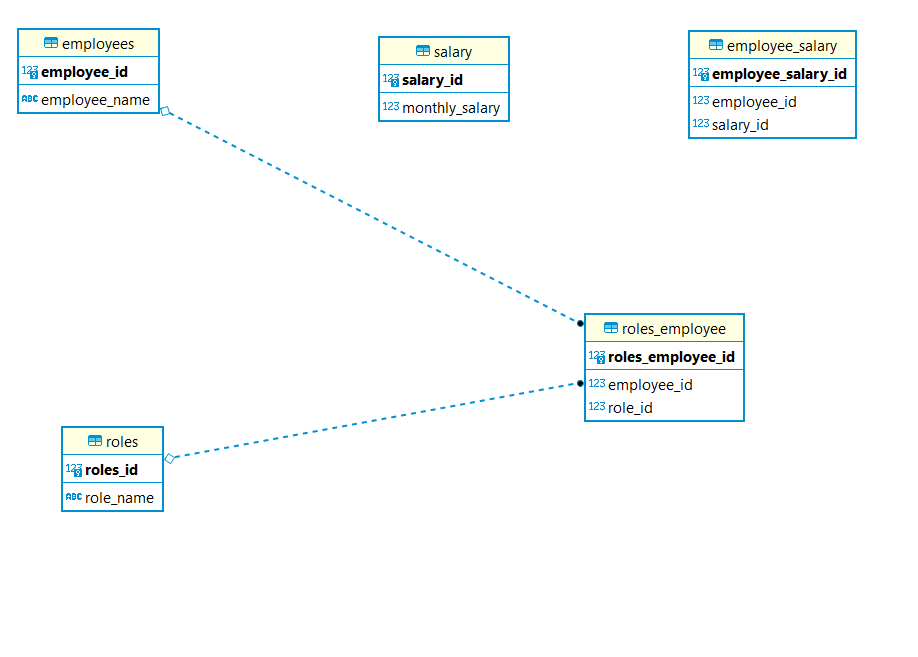 employees
123 employee_id
ABC employee_name
salary
123 salary_id
123 monthly_salary
employee_salary
123 employee_salary_id
123 employee_id
123 salary_id
roles_employee
123 roles_employee_id
123 employee_id
123 role_id
roles
123 roles_id
ABC role_name